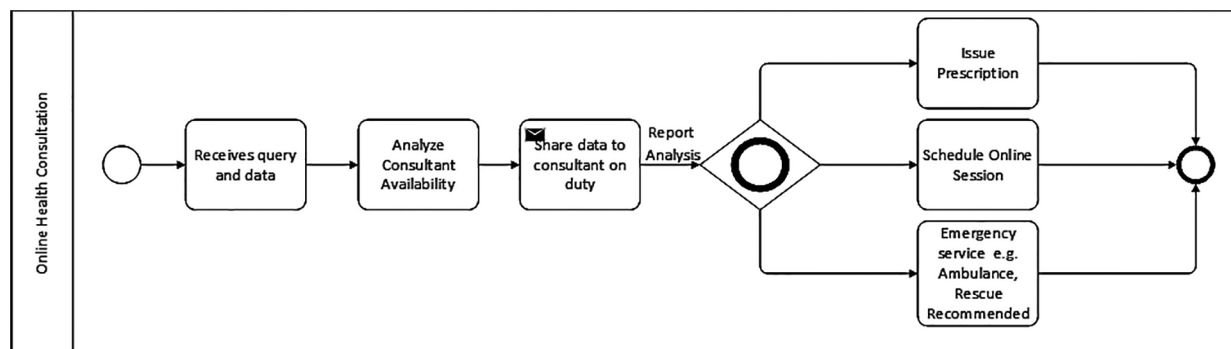 Online Health Consultation
Receives query
and data
Analyze
Consultant
Availability
Share data to
consultant on
duty
Report
Analysis
Issue
Prescription
Schedule Online
Session
Emergency
service e.g.
Ambulance,
Rescue
Recommended